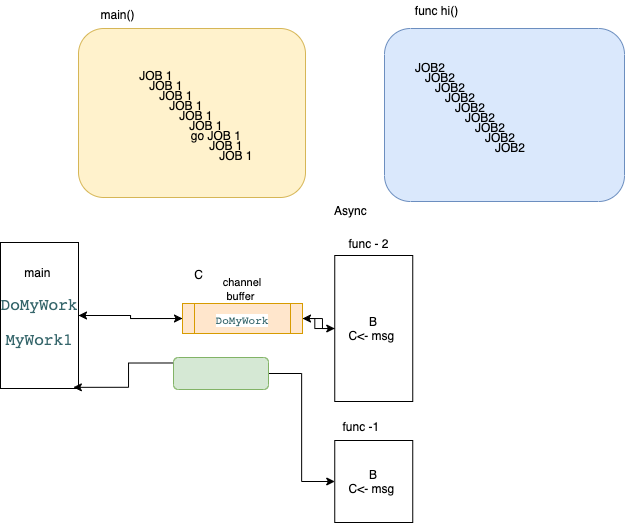 main()
func hi()
JOB 1
JOB 1
JOB 1
JOB 1
JOB 1
JOB 1
go JOB 1
JOB 1
JOB 1
JOB2
JOB2
JOB2
JOB2
JOB2
JOB2
JOB2
JOB2
JOB2
Async
func - 2
main
DoMyWork
MyWork1
C
channel
buffer
DoMyWork
B
C<- msg
func -1
B
C<- msg